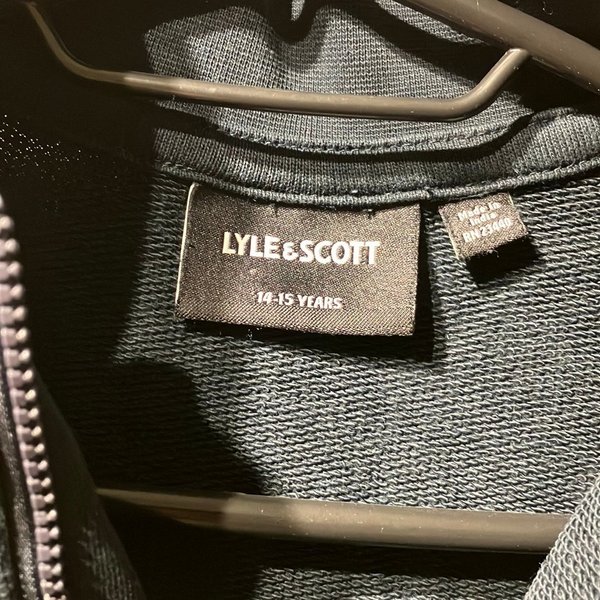 LYLE&SCOTT
14-15 YEARS
Made in
India